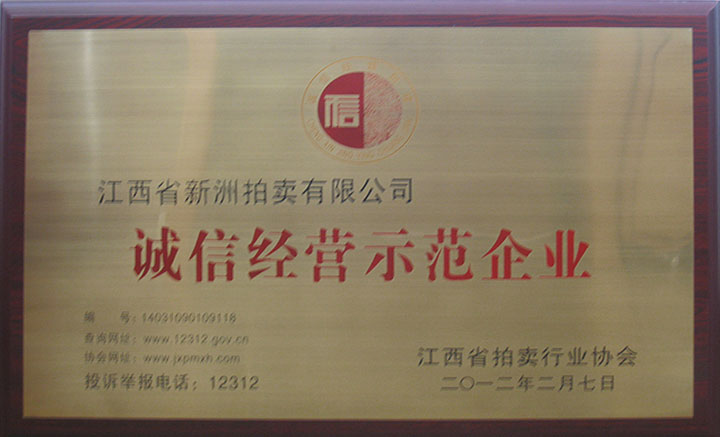 信
江西省新洲拍卖有限公司
诚信经营示范企业
编 号:14031090109118
查询网址:www.12312.gov.cn
协会网址:www.jxpmxh.com
投诉举报电话:12312
江西省拍卖行业协会
二〇一二年二月七日